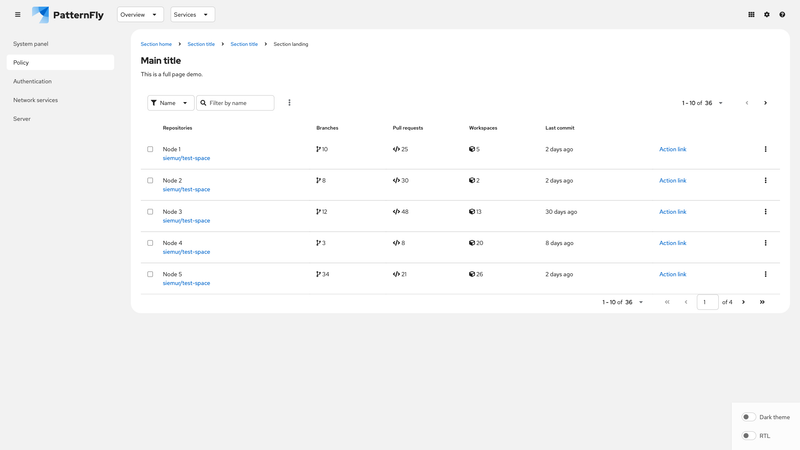 PatternFly
Overview
Services
System panel
Policy
Authentication
Network services
Server
Section home
Section title
Section title
Section landing
Main title
This is a full page demo.
Name
Filter by name
1 - 10 of 36
Repositories Branches Pull requests Workspaces Last commit
Node 1 10 25 5 2 days ago Action link
siemur/test-space
Node 2 8 30 2 2 days ago Action link
siemur/test-space
Node 3 12 48 13 30 days ago Action link
siemur/test-space
Node 4 3 8 20 8 days ago Action link
siemur/test-space
Node 5 34 21 26 2 days ago Action link
siemur/test-space
1 - 10 of 36 1 of 4
Dark theme
RTL